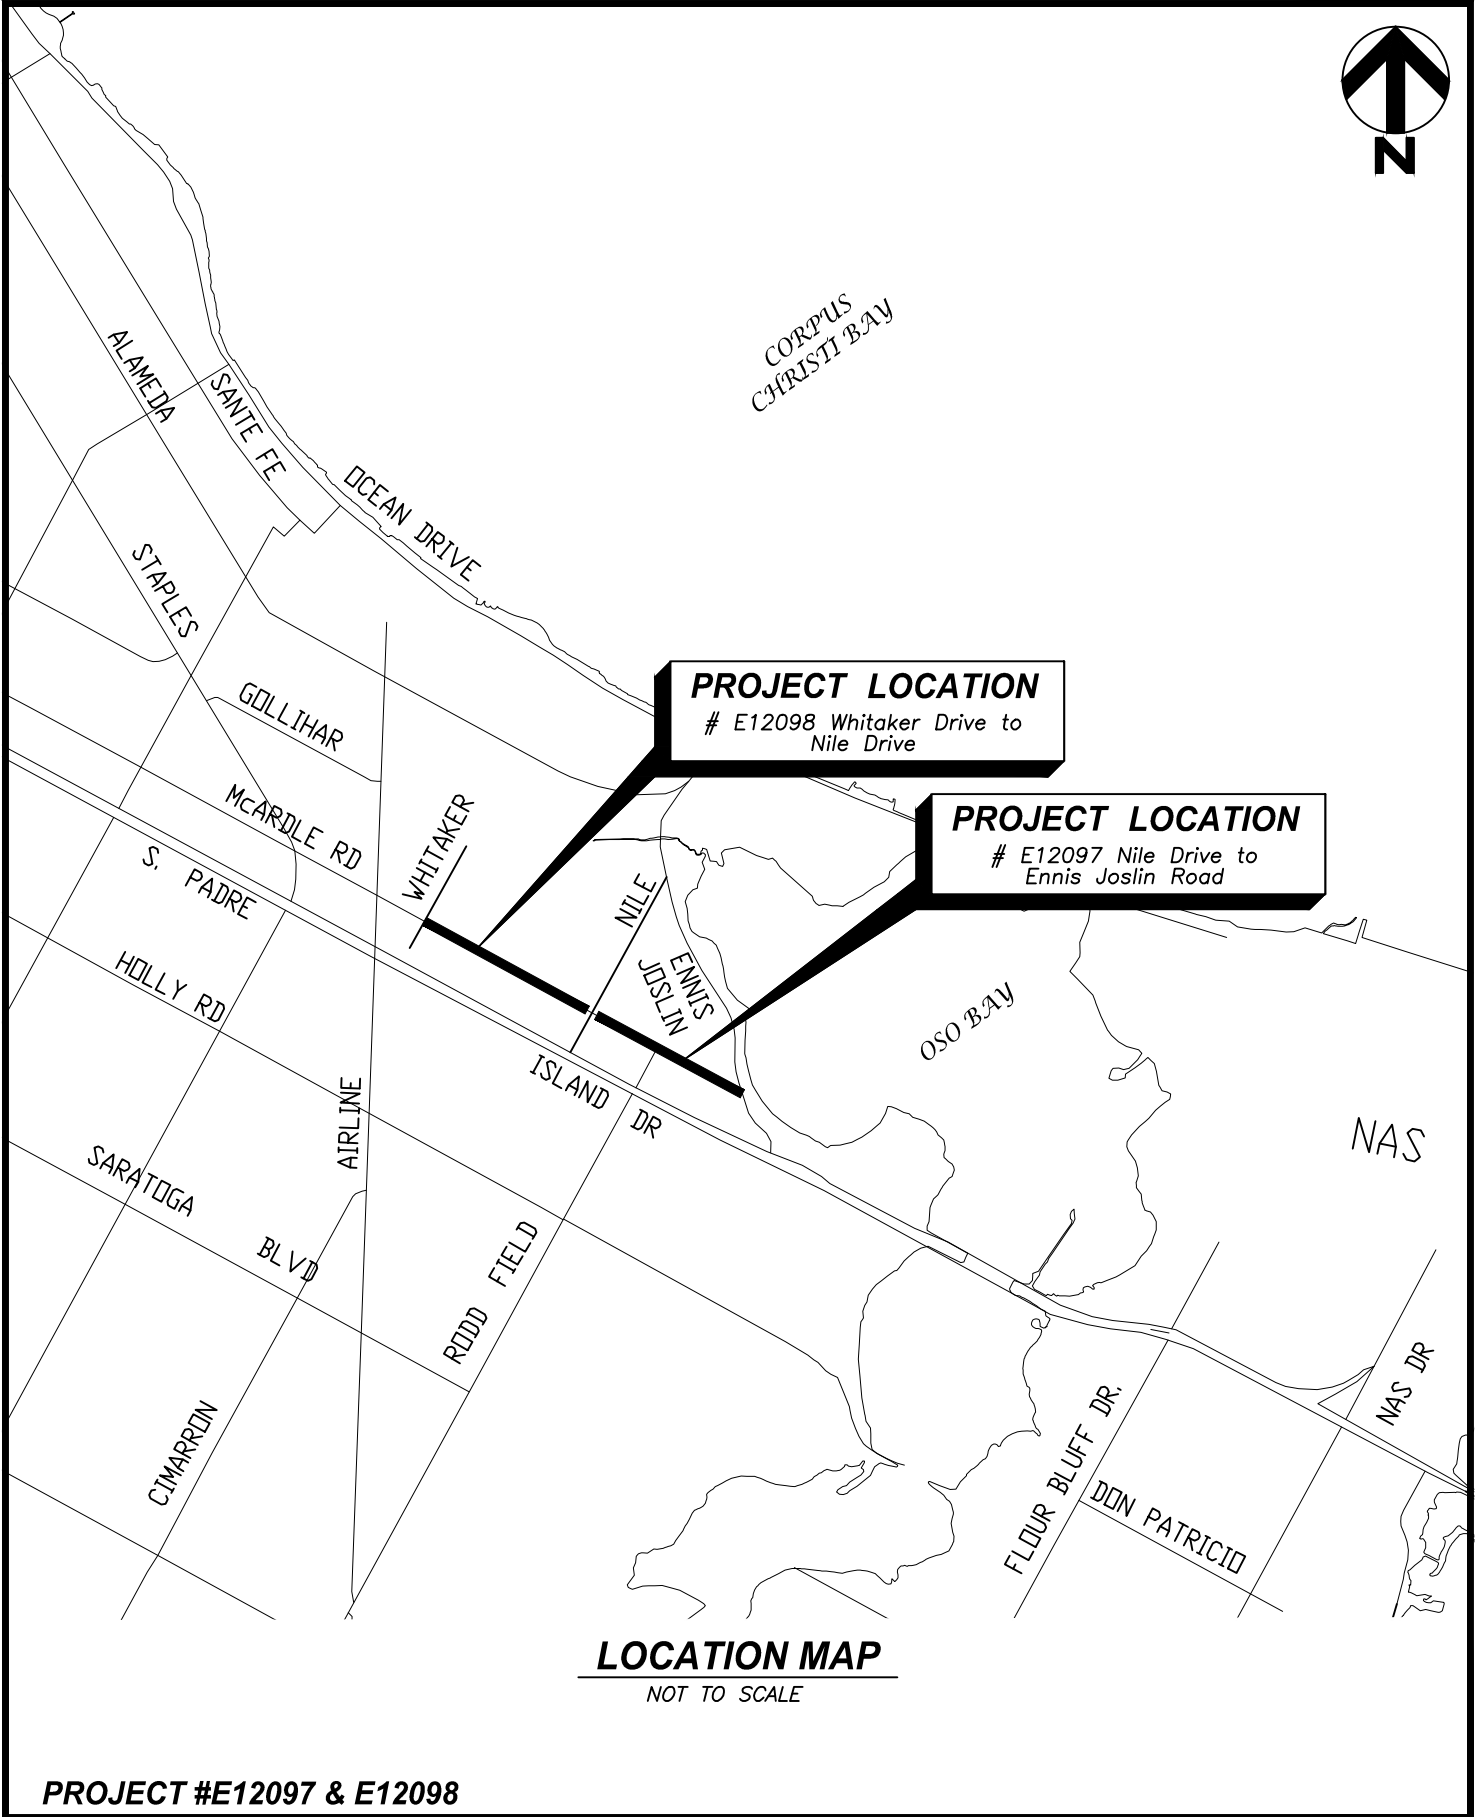 N
CORPUS
CHRISTI BAY
ALAMEDA
SANTE FE
OCEAN DRIVE
STAPLES
GOLLIHAR
PROJECT LOCATION
# E12098 Whitaker Drive to
Nile Drive
McARDLE RD
WHITAKER
PROJECT LOCATION
# E12097 Nile Drive to
Ennis Joslin Road
S. PADRE
NILE
ENNIS
JOSLIN
HOLLY RD
OSO BAY
ISLAND DR
AIRLINE
NAS
SARATOGA
BLVD
RODD FIELD
NAS DR
CIMARRON
FLOUR BLUFF DR.
DON PATRICIO
LOCATION MAP
NOT TO SCALE
PROJECT #E12097 & E12098